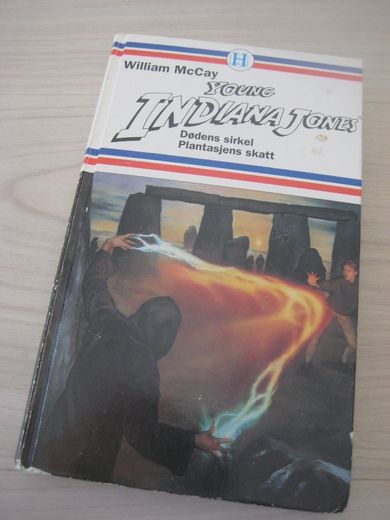 H
William McCay
YOUNG
INDIANA JONES
Dødens sirkel
Plantasjens skatt